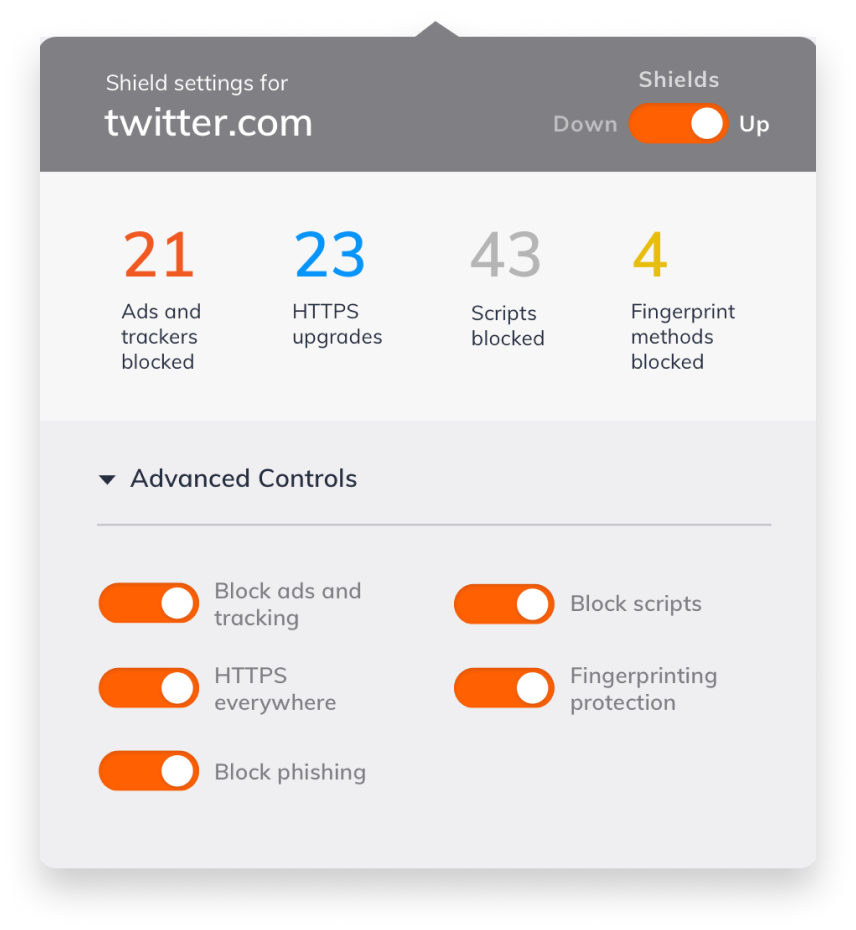 Shield settings for
twitter.com
Shields
Down
Up
21
Ads and
trackers
blocked
23
HTTPS
upgrades
43
Scripts
blocked
4
Fingerprint
methods
blocked
Advanced Controls
Block ads and
tracking
Block scripts
HTTPS
everywhere
Fingerprinting
protection
Block phishing